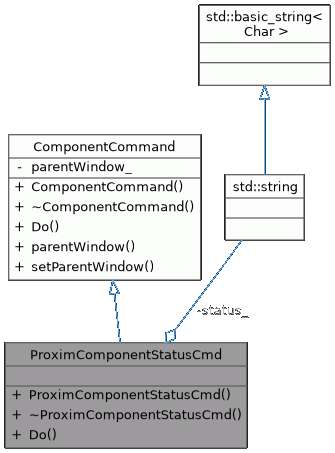 std::basic_string<
Char >
ComponentCommand
- parentWindow_
+ ComponentCommand()
+ ~ComponentCommand()
+ Do()
+ parentWindow()
+ setParentWindow()
std::string
-status_
ProximComponentStatusCmd
+ ProximComponentStatusCmd()
+ ~ProximComponentStatusCmd()
+ Do()